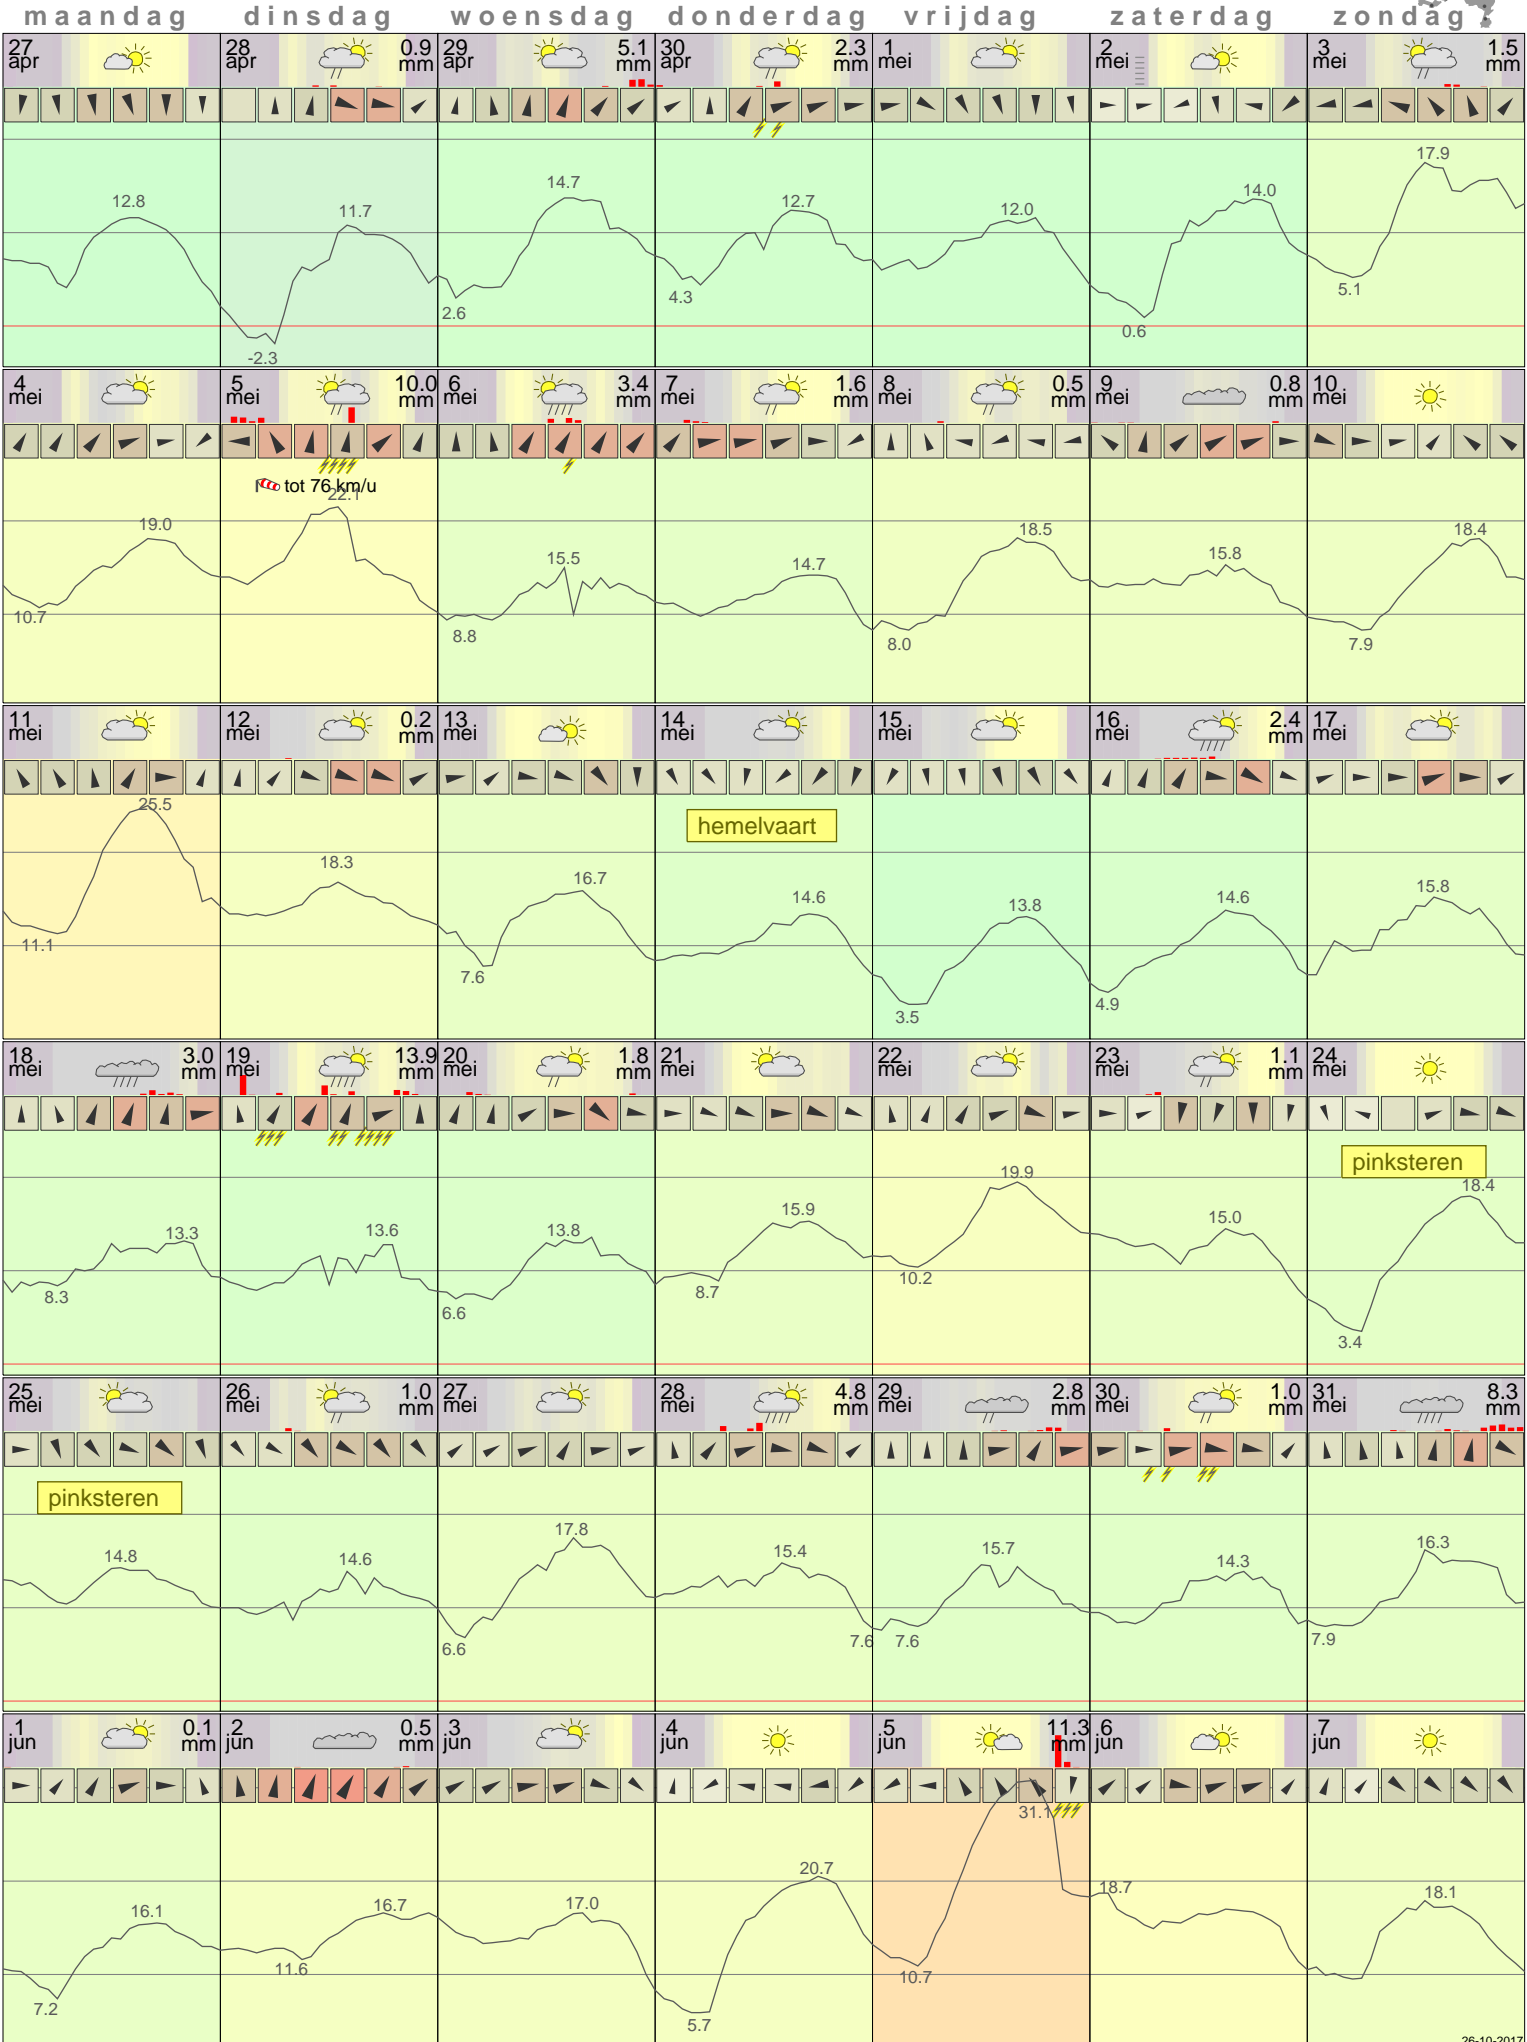 maandag dinsdag woensdag donderdag vrijdag zaterdag zondag
27 apr 28 apr 0.9 mm 29 apr 5.1 mm 30 apr 2.3 mm 1 mei 2 mei 3 mei 1.5 mm
12.8 11.7 14.7 12.7 12.0 14.0 17.9
-2.3 2.6 4.3 0.6 5.1
4 mei 5 mei 10.0 mm 6 mei 3.4 mm 7 mei 1.6 mm 8 mei 0.5 mm 9 mei 0.8 mm 10 mei
tot 76 km/u
19.0 22.1 15.5 14.7 18.5 15.8 18.4
10.7 8.8 8.0 7.9
11 mei 12 mei 0.2 mm 13 mei 14 mei 15 mei 16 mei 2.4 mm 17 mei
hemelvaart
25.5 18.3 16.7 14.6 13.8 14.6 15.8
11.1 7.6 3.5 4.9
18 mei 3.0 mm 19 mei 13.9 mm 20 mei 1.8 mm 21 mei 22 mei 23 mei 1.1 mm 24 mei
pinksteren
13.3 13.6 13.8 15.9 19.9 15.0 18.4
8.3 6.6 8.7 10.2 3.4
25 mei 26 mei 1.0 mm 27 mei 28 mei 4.8 mm 29 mei 2.8 mm 30 mei 1.0 mm 31 mei 8.3 mm
pinksteren
14.8 14.6 17.8 15.4 15.7 14.3 16.3
6.6 7.6 7.6 7.9
1 jun 0.1 mm 2 jun 0.5 mm 3 jun 4 jun 5 jun 11.3 mm 6 jun 7 jun
16.1 16.7 17.0 20.7 31.1 18.7 18.1
7.2 11.6 5.7 10.7
26-10-2017